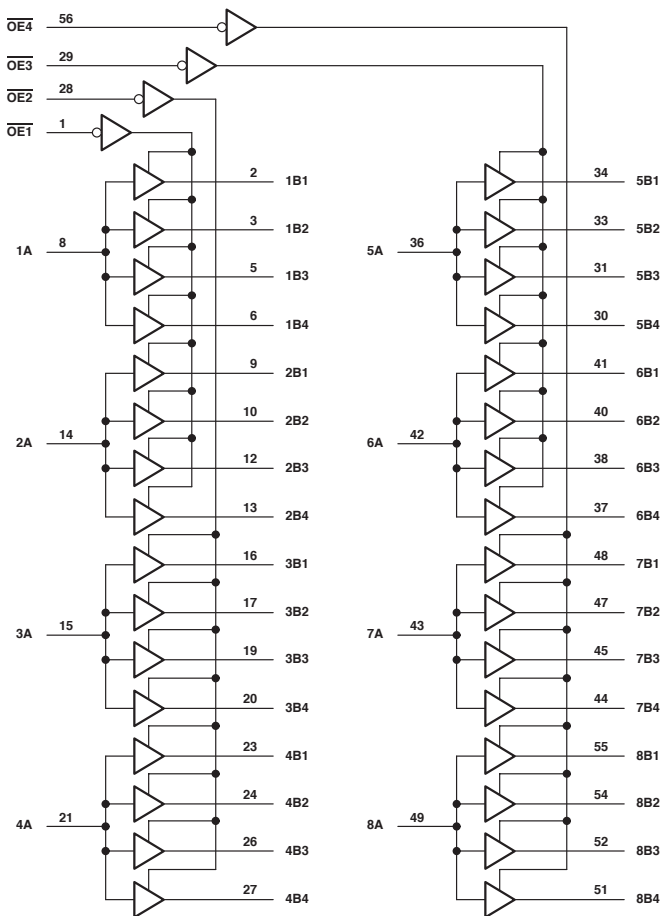 OE4 56
OE3 29
OE2 28
OE1 1
2 1B1
3 1B2
1A 8
5 1B3
6 1B4
9 2B1
10 2B2
2A 14
12 2B3
13 2B4
16 3B1
17 3B2
3A 15
19 3B3
20 3B4
23 4B1
24 4B2
4A 21
26 4B3
27 4B4
34 5B1
33 5B2
5A 36
31 5B3
30 5B4
41 6B1
40 6B2
6A 42
38 6B3
37 6B4
48 7B1
47 7B2
7A 43
45 7B3
44 7B4
55 8B1
54 8B2
8A 49
52 8B3
51 8B4